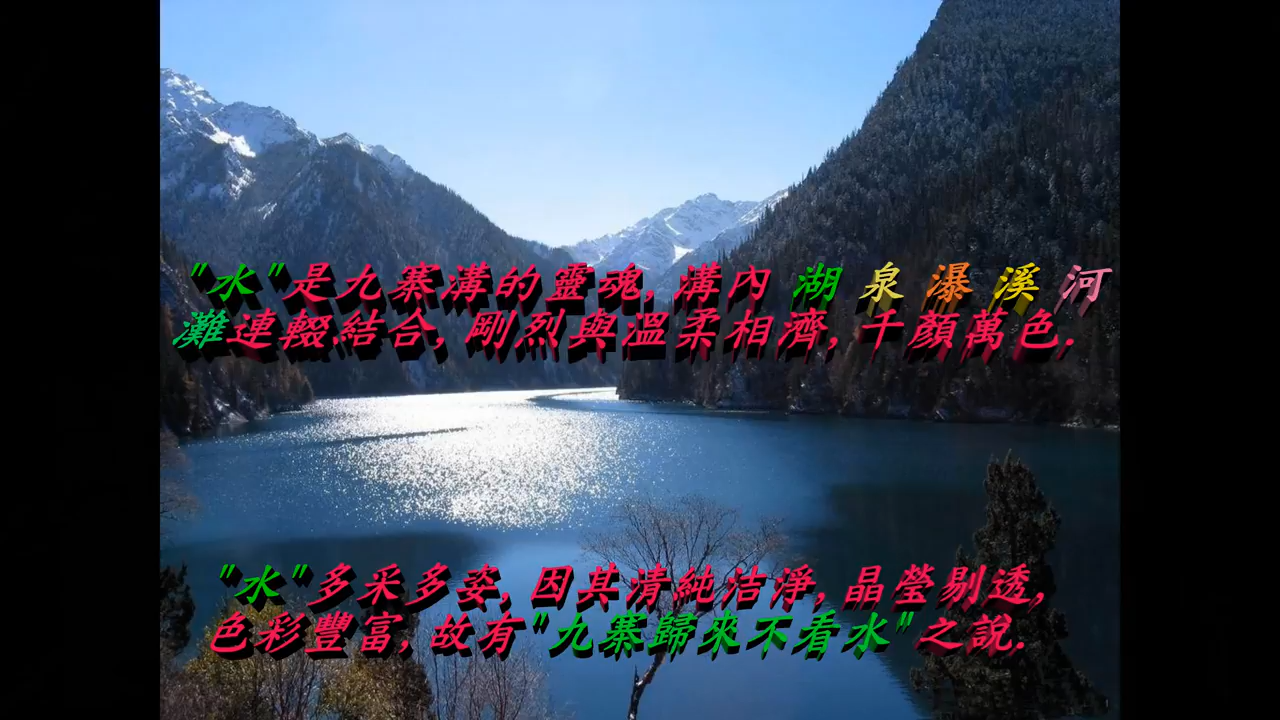 "水"是九寨溝的靈魂,溝內 湖 泉 瀑 溪 河
灘連輟結合,剛烈與溫柔相濟,千顏萬色.
"水"多采多姿,因其清純洁淨,晶瑩剔透,
色彩豐富,故有"九寨歸來不看水"之說.